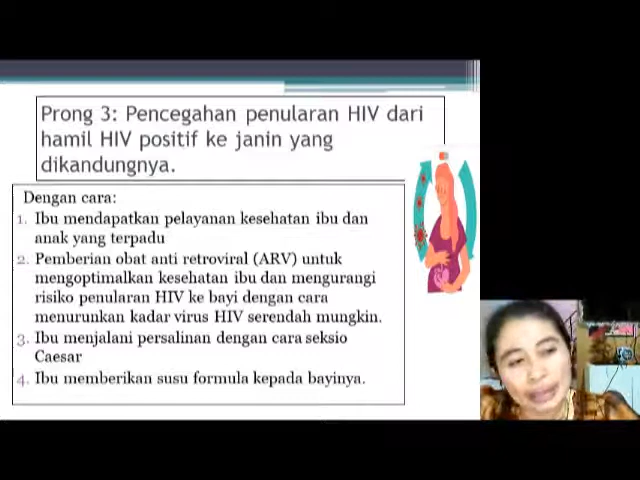 Prong 3: Pencegahan penularan HIV dari
hamil HIV positif ke janin yang
dikandungnya.
Dengan cara:
1. Ibu mendapatkan pelayanan kesehatan ibu dan
anak yang terpadu
2. Pemberian obat anti retroviral (ARV) untuk
mengoptimalkan kesehatan ibu dan mengurangi
risiko penularan HIV ke bayi dengan cara
menurunkan kadar virus HIV serendah mungkin.
3. Ibu menjalani persalinan dengan cara seksio
Caesar
4. Ibu memberikan susu formula kepada bayinya.